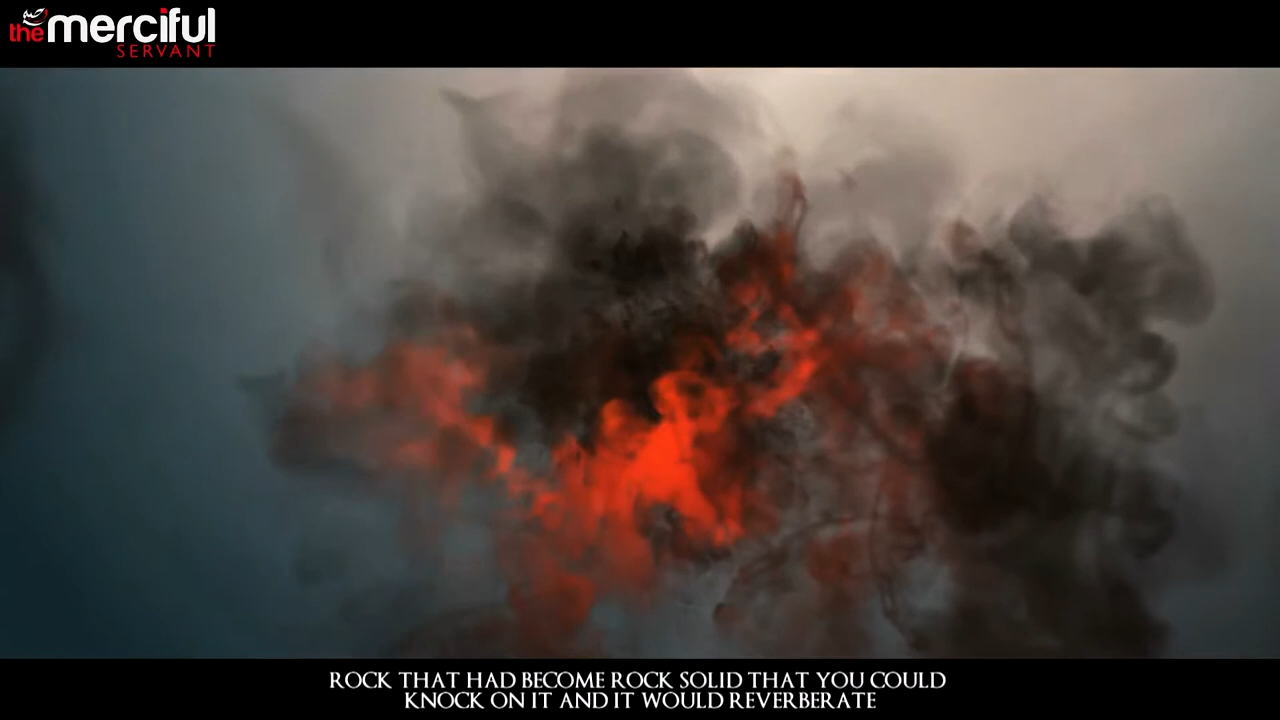 the merciful
SERVANT
ROCK THAT HAD BECOME ROCK SOLID THAT YOU COULD
KNOCK ON IT AND IT WOULD REVERBERATE